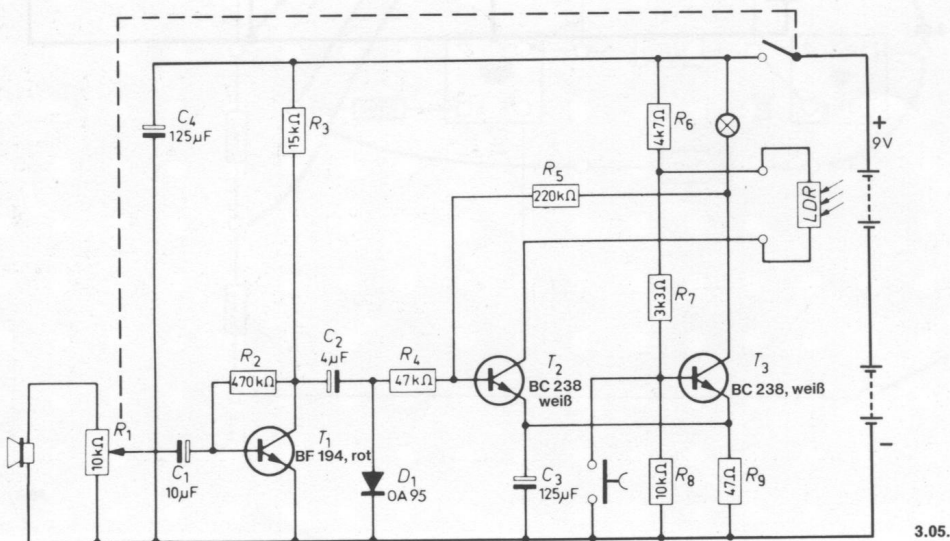 C4
125µF
15kΩ
R3
4k7Ω
R6
+
9V
LDR
R5
220kΩ
3k3Ω
R7
C2
4µF
R2
470kΩ
R4
47kΩ
T2
BC 238
weiß
T3
BC 238, weiß
R1
10kΩ
C1
10µF
T1
BF 194, rot
D1
OA 95
C3
125µF
10kΩ
R8
47Ω
R9
−
3.05.